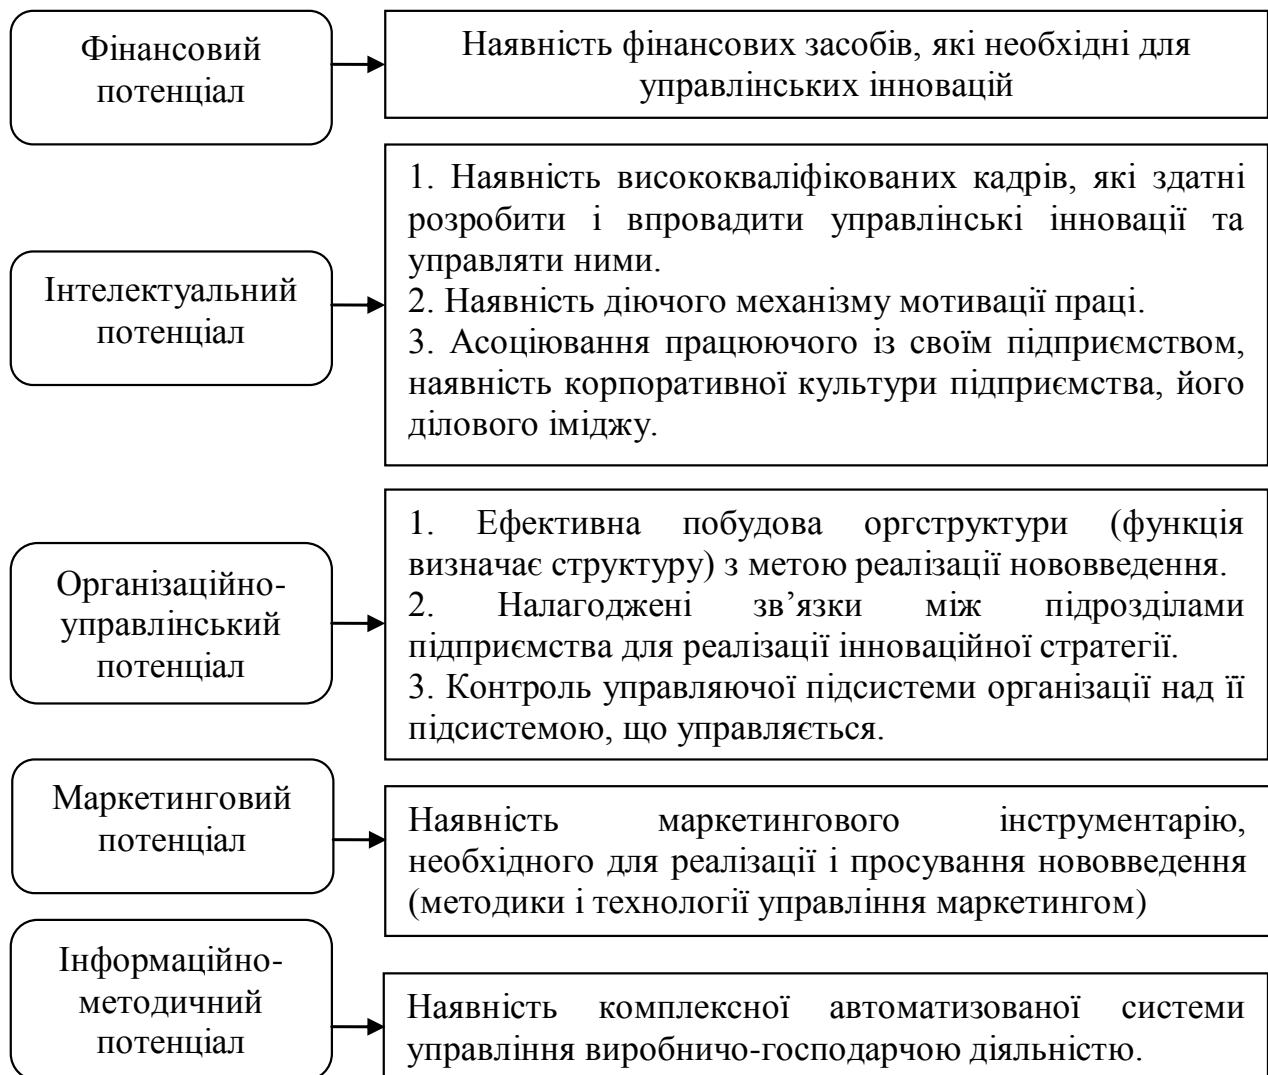 Фінансовий
потенціал
Наявність фінансових засобів, які необхідні для
управлінських інновацій
Інтелектуальний
потенціал
1. Наявність висококваліфікованих кадрів, які здатні
розробити і впровадити управлінські інновації та
управляти ними.
2. Наявність діючого механізму мотивації праці.
3. Асоціювання працюючого із своїм підприємством,
наявність корпоративної культури підприємства, його
ділового іміджу.
Організаційно-
управлінський
потенціал
1. Ефективна побудова оргструктури (функція
визначає структуру) з метою реалізації нововведення.
2. Налагоджені зв’язки між підрозділами
підприємства для реалізації інноваційної стратегії.
3. Контроль управляючої підсистеми організації над її
підсистемою, що управляється.
Маркетинговий
потенціал
Наявність маркетингового інструментарію,
необхідного для реалізації і просування нововведення
(методики і технології управління маркетингом)
Інформаційно-
методичний
потенціал
Наявність комплексної автоматизованої системи
управління виробничо-господарчою діяльністю.